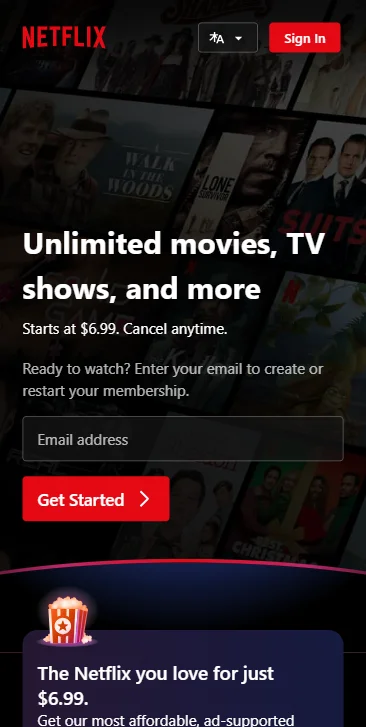 NETFLIX
Sign In
A
WALK
IN THE
WOODS
LONE
SURVIVOR
SUITS
Unlimited movies, TV
shows, and more
Starts at $6.99. Cancel anytime.
Ready to watch? Enter your email to create or
restart your membership.
Email address
Get Started
CHRISTMAS
The Netflix you love for just
$6.99.
Get our most affordable, ad-supported